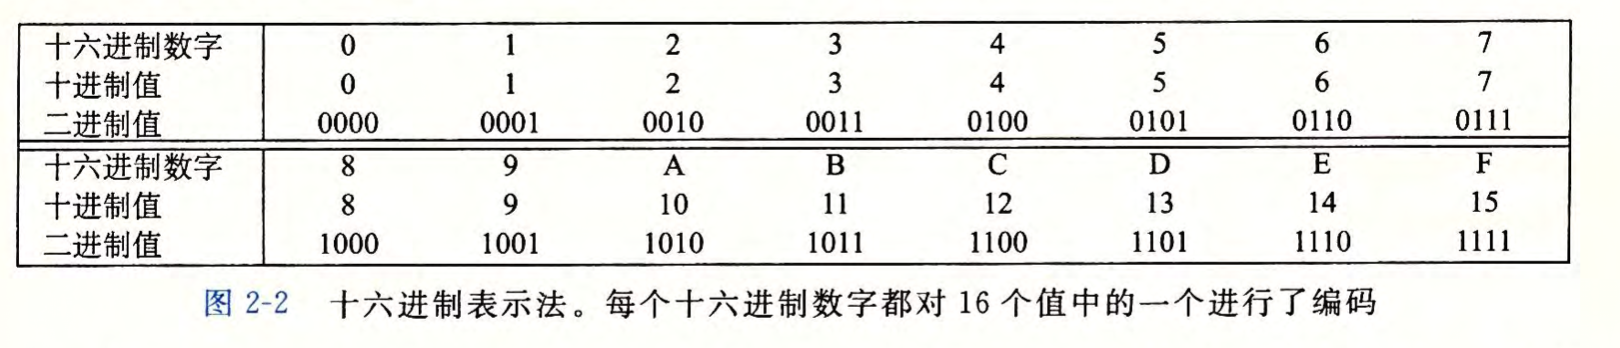 十六进制数字 0 1 2 3 4 5 6 7
十进制值 0 1 2 3 4 5 6 7
二进制值 0000 0001 0010 0011 0100 0101 0110 0111
十六进制数字 8 9 A B C D E F
十进制值 8 9 10 11 12 13 14 15
二进制值 1000 1001 1010 1011 1100 1101 1110 1111
图 2-2 十六进制表示法。每个十六进制数字都对 16 个值中的一个进行了编码